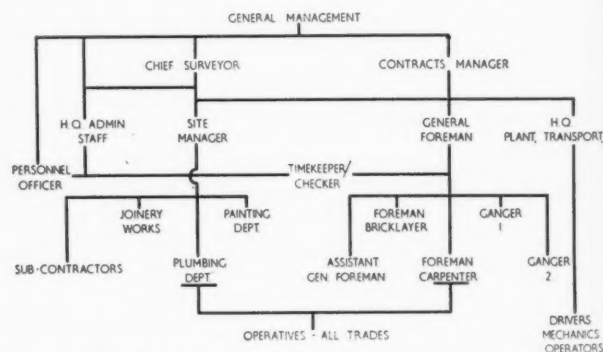 GENERAL MANAGEMENT
CHIEF SURVEYOR
CONTRACTS MANAGER
H.Q. ADMIN
STAFF
SITE
MANAGER
GENERAL
FOREMAN
H.Q.
PLANT, TRANSPORT,
PERSONNEL
OFFICER
TIMEKEEPER/
CHECKER
JOINERY
WORKS
PAINTING
DEPT.
FOREMAN
BRICKLAYER
GANGER
1
SUB-CONTRACTORS
PLUMBING
DEPT.
ASSISTANT
GEN. FOREMAN
FOREMAN
CARPENTER
GANGER
2.
OPERATIVES - ALL TRADES
DRIVERS
MECHANICS
OPERATORS